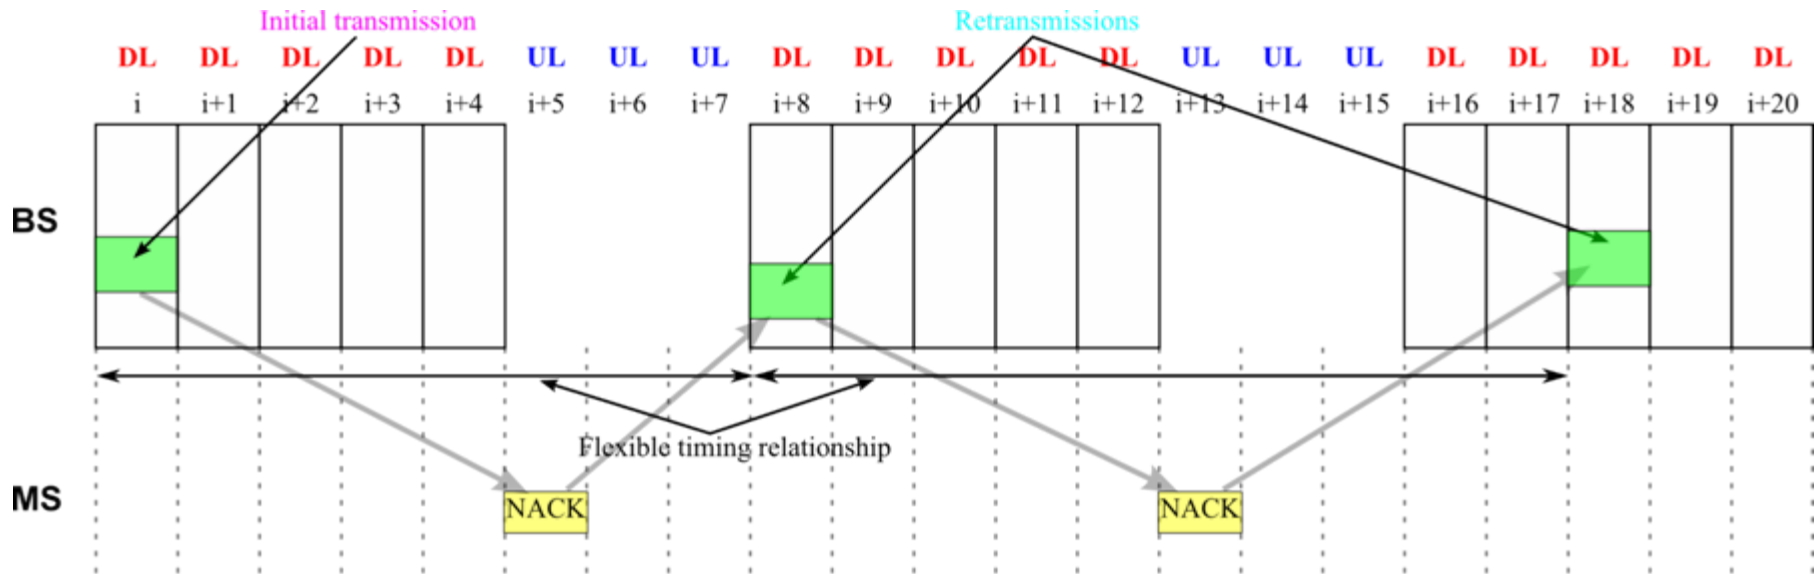 Initial transmission Retransmissions
DL DL DL DL DL UL UL UL DL DL DL DL DL UL UL UL DL DL DL DL DL
i i+1 i+2 i+3 i+4 i+5 i+6 i+7 i+8 i+9 i+10 i+11 i+12 i+13 i+14 i+15 i+16 i+17 i+18 i+19 i+20
BS
Flexible timing relationship
MS NACK NACK